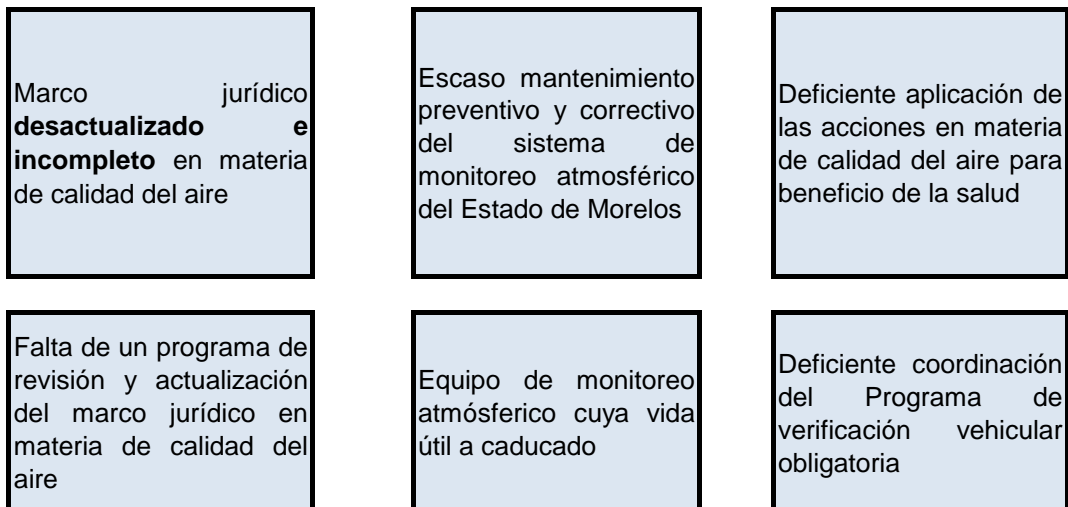 Marco jurídico
desactualizado e
incompleto en materia
de calidad del aire
Escaso mantenimiento
preventivo y correctivo
del sistema de
monitoreo atmosférico
del Estado de Morelos
Deficiente aplicación de
las acciones en materia
de calidad del aire para
beneficio de la salud
Falta de un programa de
revisión y actualización
del marco jurídico en
materia de calidad del
aire
Equipo de monitoreo
atmósferico cuya vida
útil a caducado
Deficiente coordinación
del Programa de
verificación vehicular
obligatoria